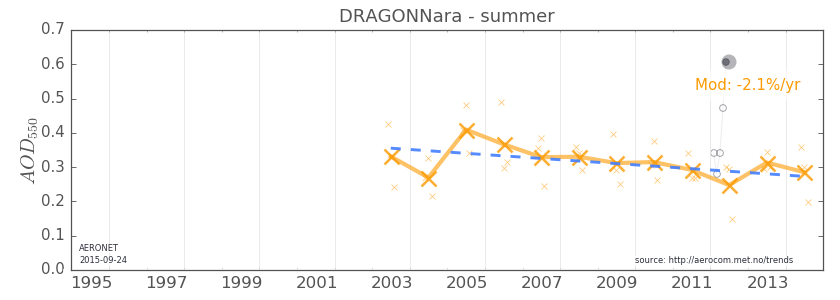 DRAGONNara - summer
0.7
0.6
0.5
0.4
0.3
0.2
0.1
0.0
AOD550
Mod: -2.1%/yr
AERONET
2015-09-24
source: http://aerocom.met.no/trends
1995 1997 1999 2001 2003 2005 2007 2009 2011 2013